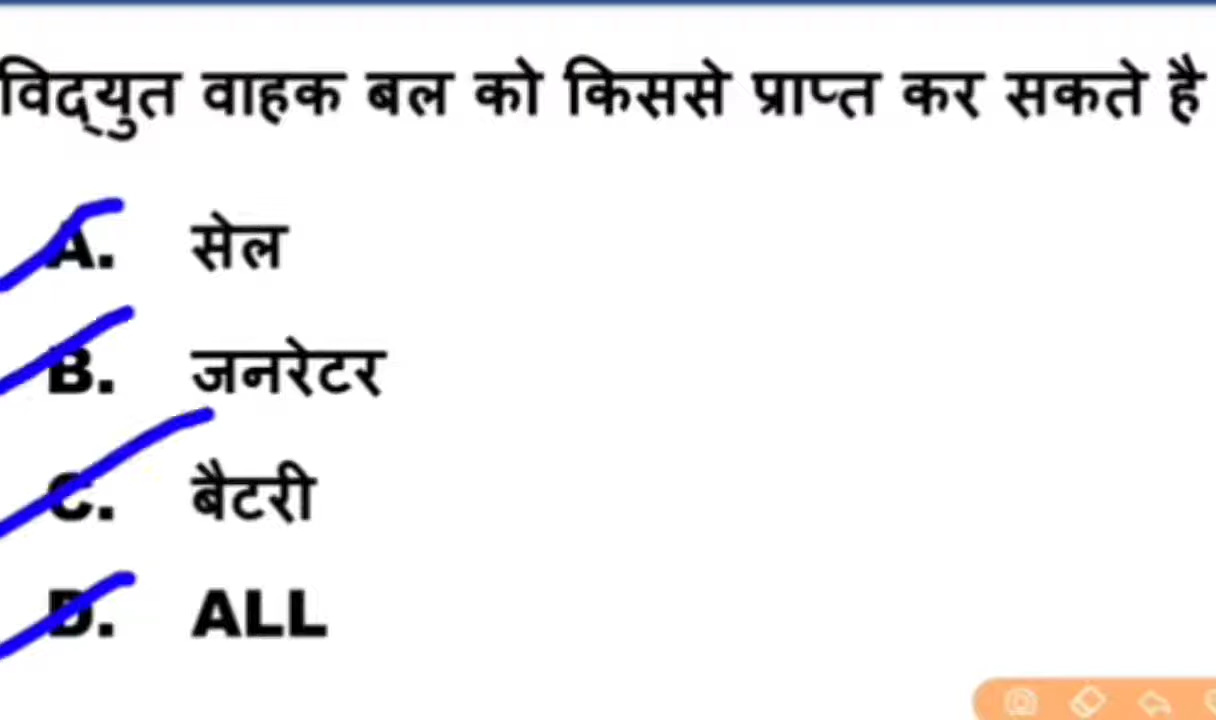 विद्युत वाहक बल को किससे प्राप्त कर सकते है
A. सेल
B. जनरेटर
C. बैटरी
D. ALL